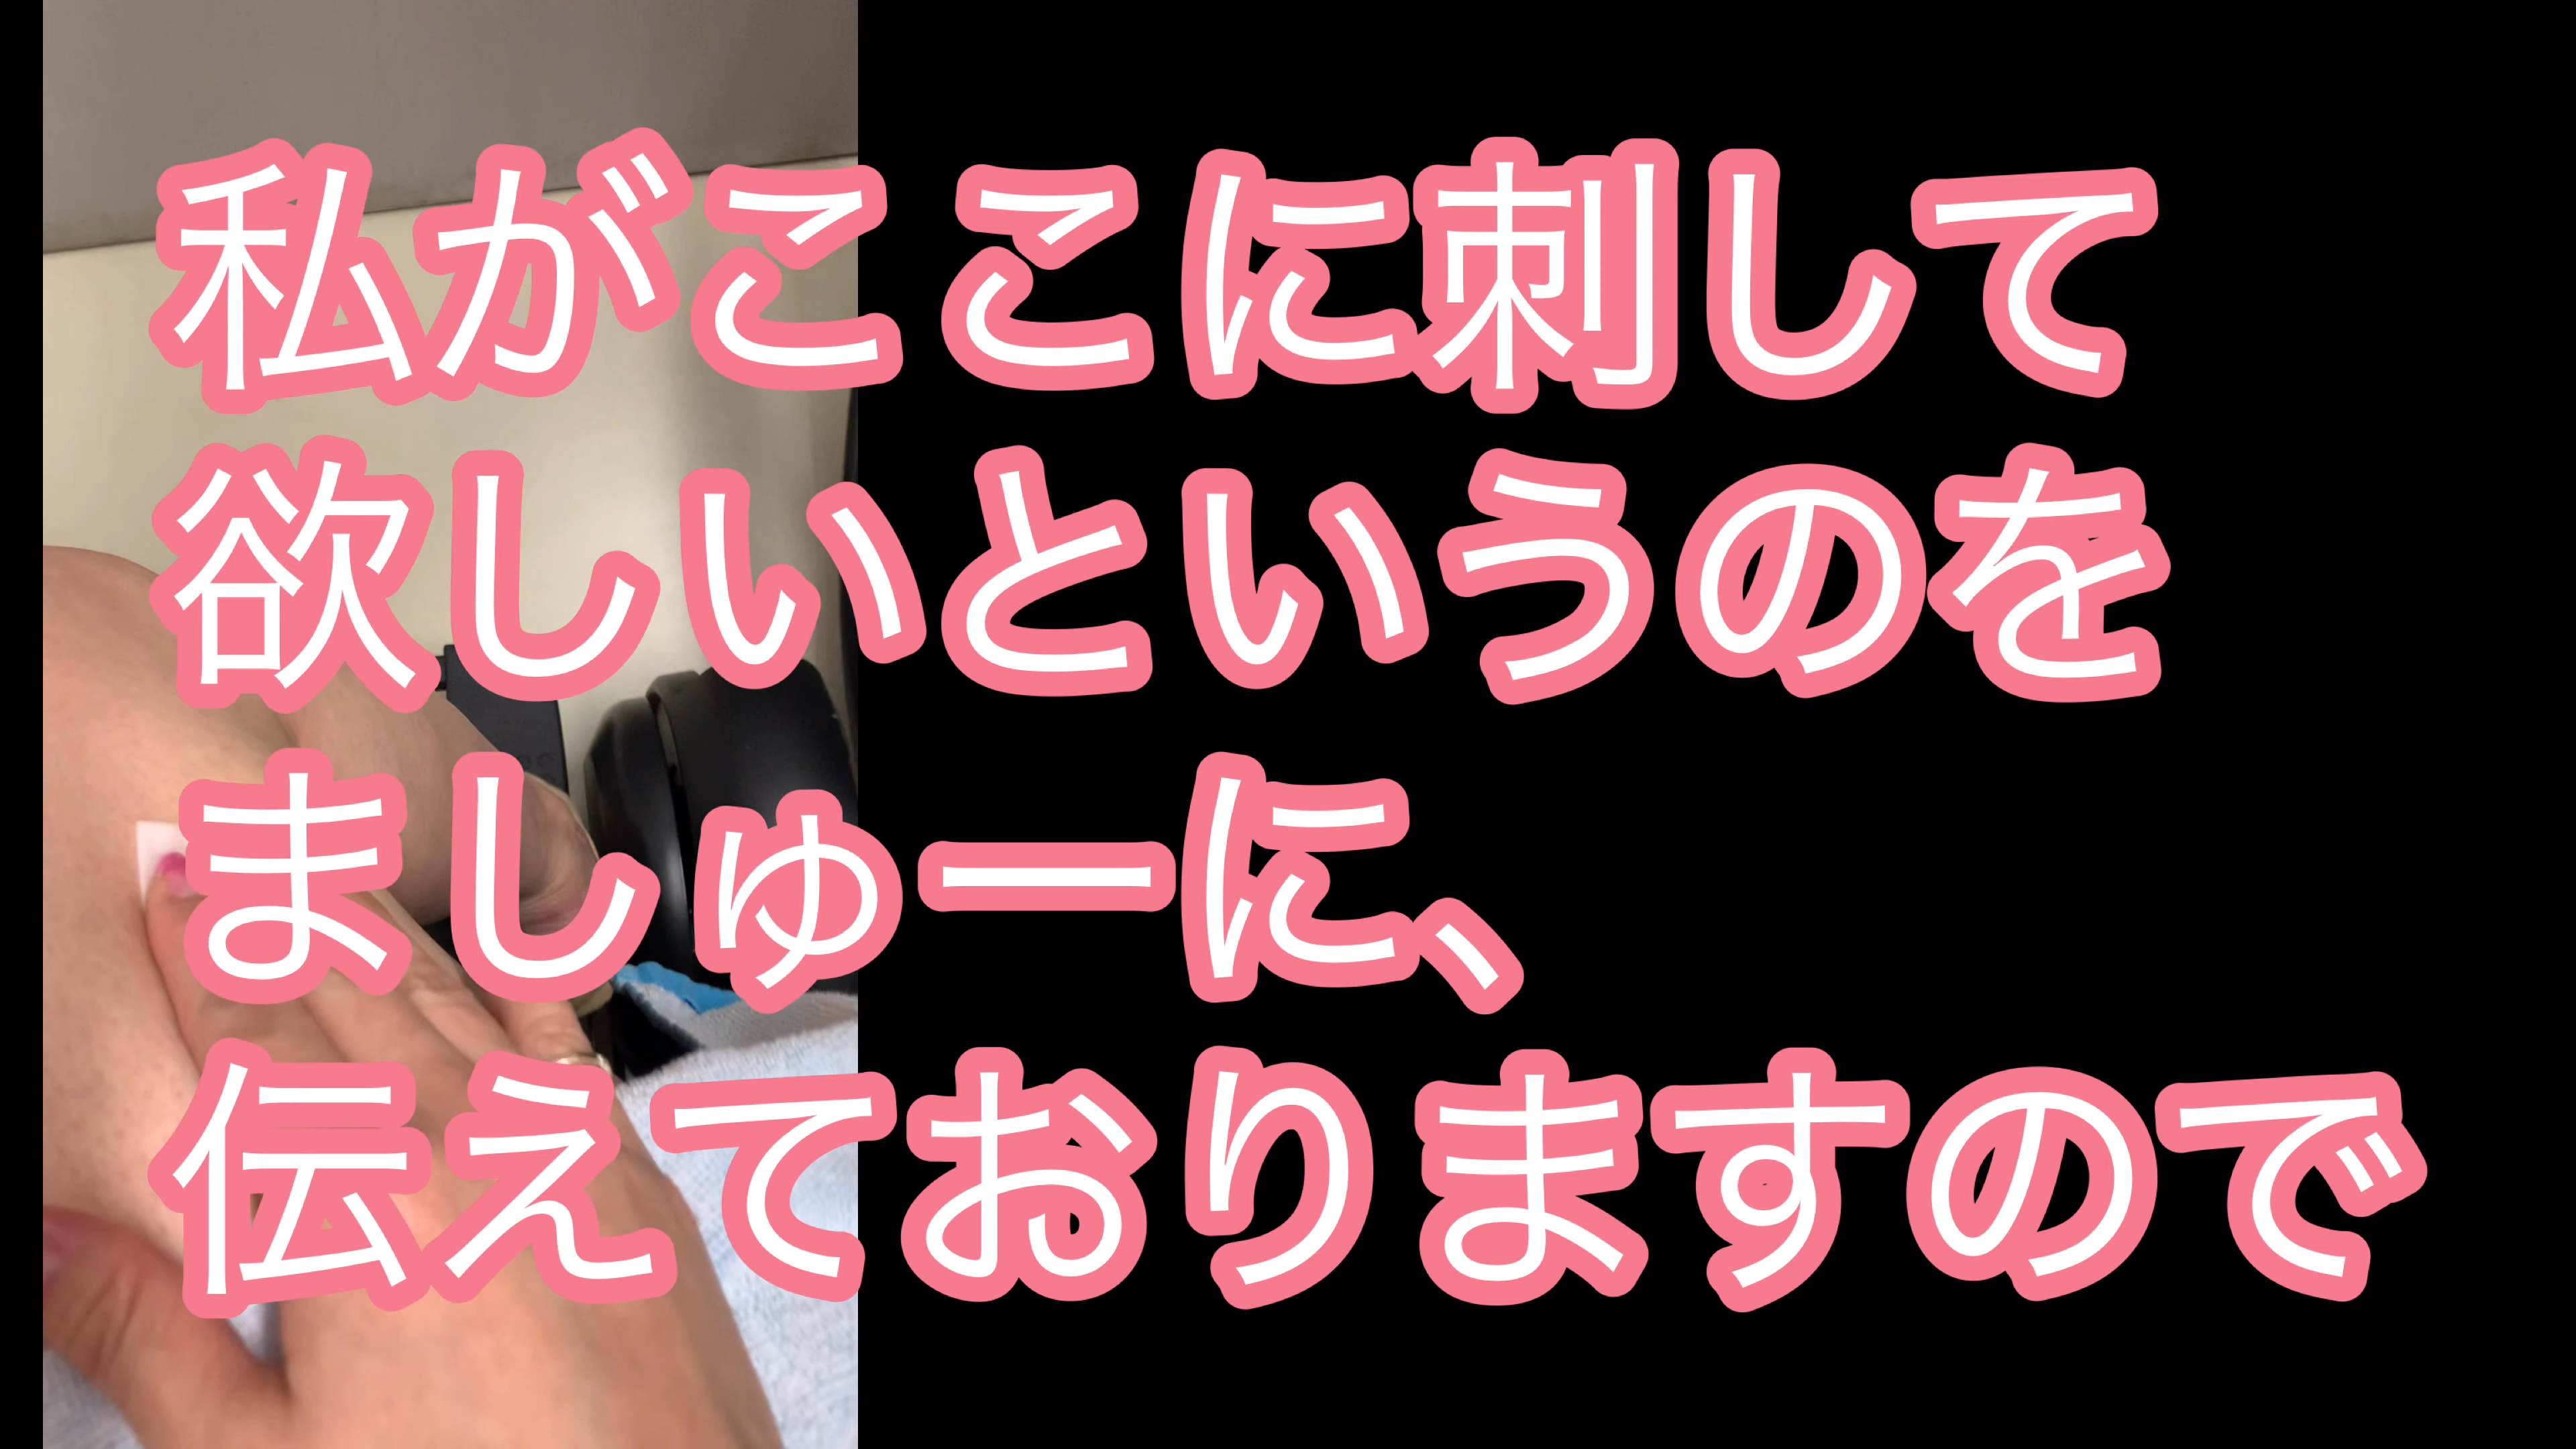 私がここに刺して
欲しいというのを
ましゅーに、
伝えておりますので